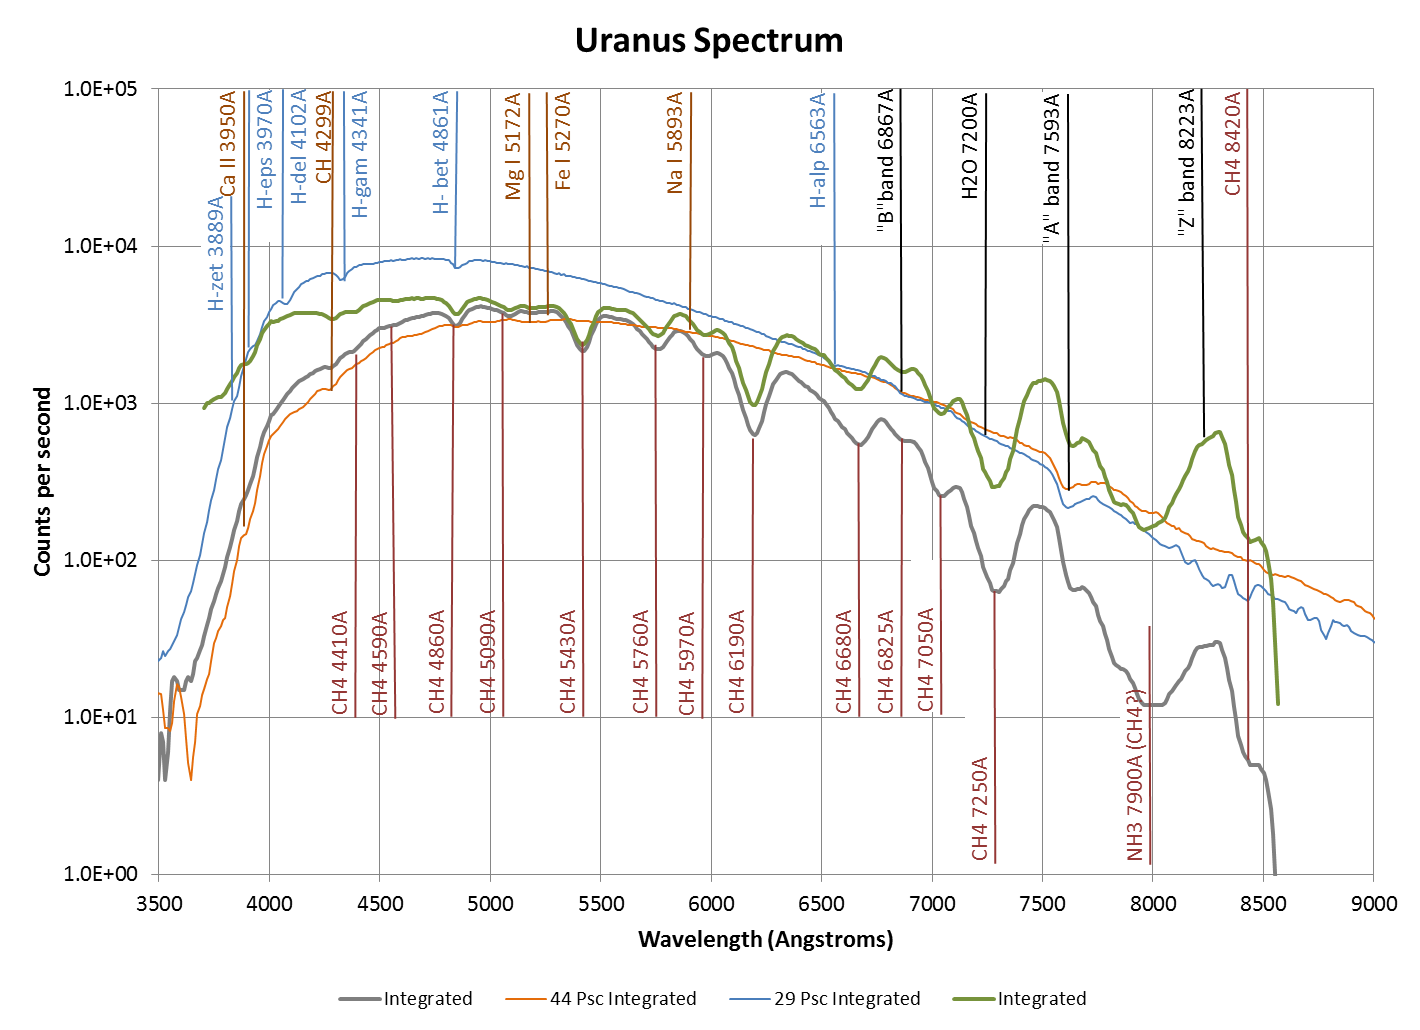 Uranus Spectrum
Counts per second
1.0E+05
1.0E+04
1.0E+03
1.0E+02
1.0E+01
1.0E+00
H-zet 3889A
Ca II 3950A
H-eps 3970A
H-del 4102A
CH 4299A
H-gam 4341A
H- bet 4861A
Mg I 5172A
Fe I 5270A
Na I 5893A
H-alp 6563A
"B"band 6867A
H2O 7200A
"A" band 7593A
"Z" band 8223A
CH4 8420A
CH4 4410A
CH4 4590A
CH4 4860A
CH4 5090A
CH4 5430A
CH4 5760A
CH4 5970A
CH4 6190A
CH4 6680A
CH4 6825A
CH4 7050A
CH4 7250A
NH3 7900A (CH4?)
3500 4000 4500 5000 5500 6000 6500 7000 7500 8000 8500 9000
Wavelength (Angstroms)
Integrated 44 Psc Integrated 29 Psc Integrated Integrated